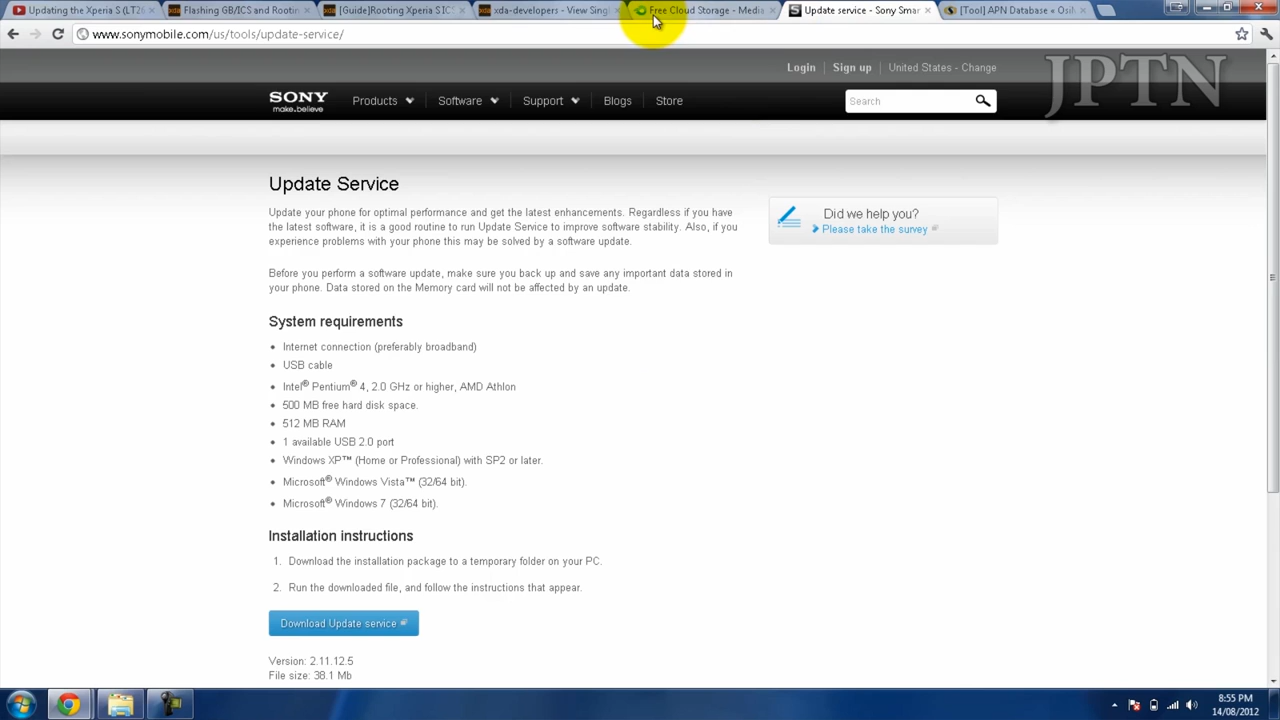 Updating the Xperia S (LT26
Flashing GB/ICS and Rootin
[Guide]Rooting Xperia S ICS
xda-developers - View Singl
Free Cloud Storage - Media
Update service - Sony Smar
[Tool] APN Database « Osil
www.sonymobile.com/us/tools/update-service/
Login
Sign up
United States - Change
JPTN
SONY
make.believe
Products
Software
Support
Blogs
Store
Search
Update Service
Update your phone for optimal performance and get the latest enhancements. Regardless if you have
the latest software, it is a good routine to run Update Service to improve software stability. Also, if you
experience problems with your phone this may be solved by a software update.
Before you perform a software update, make sure you back up and save any important data stored in
your phone. Data stored on the Memory card will not be affected by an update.
Did we help you?
Please take the survey
System requirements
Internet connection (preferably broadband)
USB cable
Intel® Pentium® 4, 2.0 GHz or higher, AMD Athlon
500 MB free hard disk space.
512 MB RAM
1 available USB 2.0 port
Windows XP™ (Home or Professional) with SP2 or later.
Microsoft® Windows Vista™ (32/64 bit).
Microsoft® Windows 7 (32/64 bit).
Installation instructions
1. Download the installation package to a temporary folder on your PC.
2. Run the downloaded file, and follow the instructions that appear.
Download Update service
Version: 2.11.12.5
File size: 38.1 Mb
8:55 PM
14/08/2012